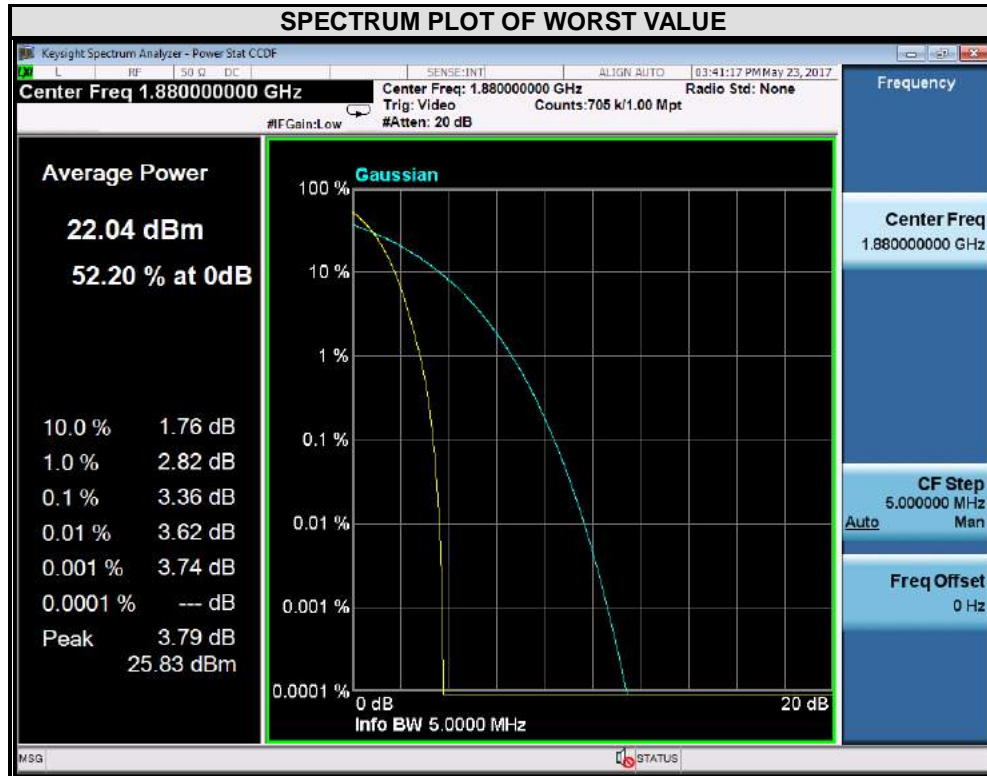 SPECTRUM PLOT OF WORST VALUE
Keysight Spectrum Analyzer - Power Stat CCDF
LXI L RF 50 Ω DC SENSE:INT ALIGN AUTO 03:41:17 PM May 23, 2017
Center Freq 1.880000000 GHz
Center Freq: 1.880000000 GHz Radio Std: None
Trig: Video Counts:705 k/1.00 Mpt
#IFGain:Low #Atten: 20 dB
Average Power
22.04 dBm
52.20 % at 0dB
10.0 % 1.76 dB
1.0 % 2.82 dB
0.1 % 3.36 dB
0.01 % 3.62 dB
0.001 % 3.74 dB
0.0001 % --- dB
Peak 3.79 dB
25.83 dBm
Gaussian
100 %
10 %
1 %
0.1 %
0.01 %
0.001 %
0.0001 %
0 dB 20 dB
Info BW 5.0000 MHz
Frequency
Center Freq
1.880000000 GHz
CF Step
5.000000 MHz
Auto Man
Freq Offset
0 Hz
MSG STATUS